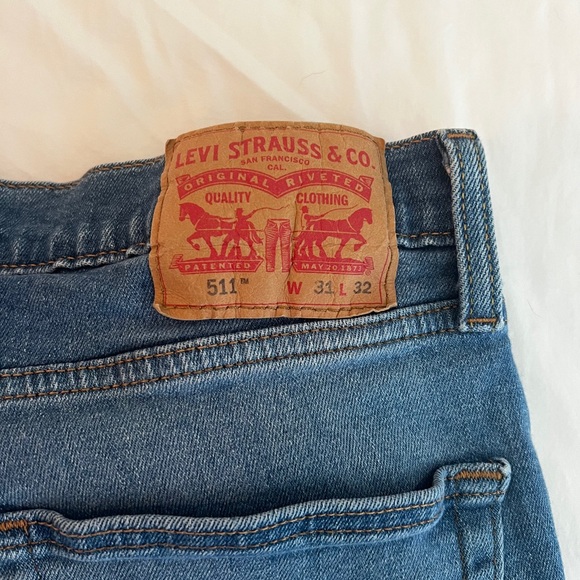 LEVI STRAUSS & CO.
SAN FRANCISCO
CAL.
ORIGINAL RIVETED
QUALITY CLOTHING
PATENTED MAY 20 1873
511™ W 31 L 32